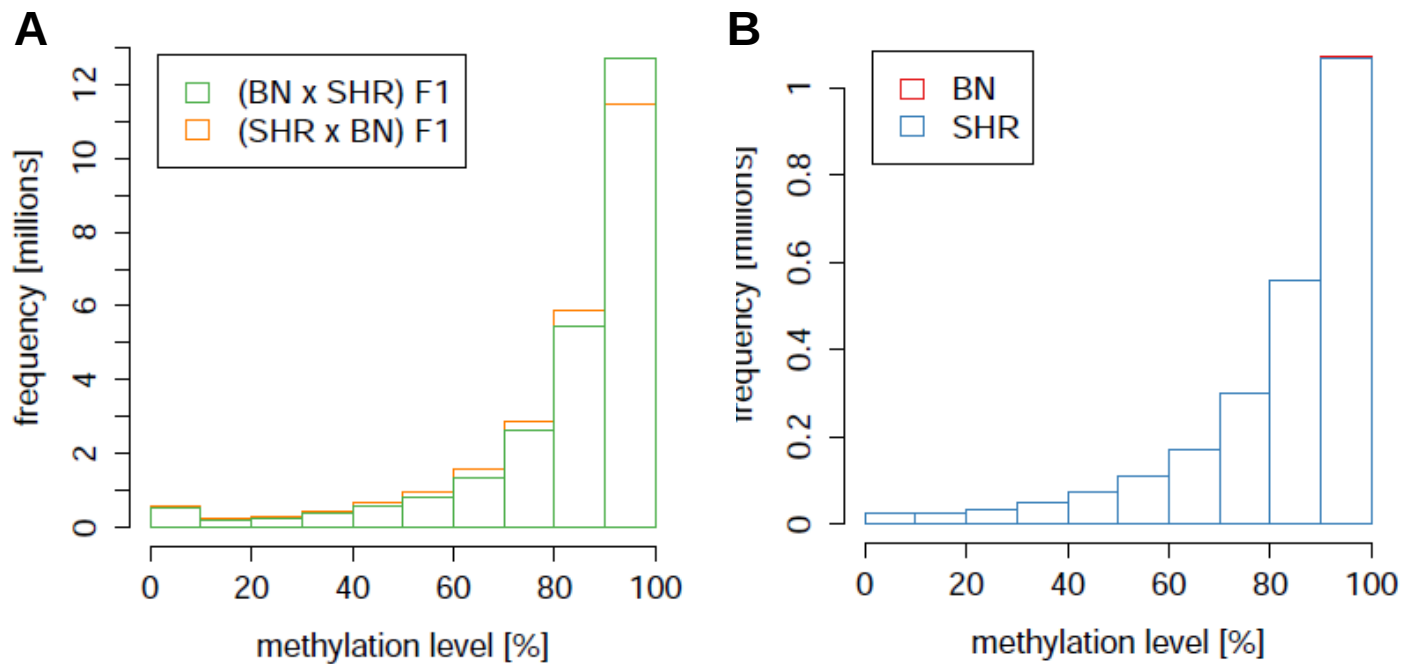 A
(BN x SHR) F1
(SHR x BN) F1
frequency [millions]
12
10
8
6
4
2
0
0 20 40 60 80 100
methylation level [%]
B
BN
SHR
frequency [millions]
1
0.8
0.6
0.4
0.2
0
0 20 40 60 80 100
methylation level [%]